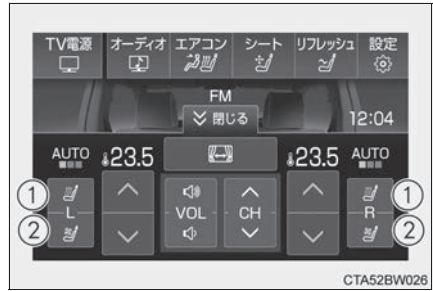 TV電源 オーディオ エアコン シート リフレッシュ 設定
FM
閉じる
12:04
AUTO 23.5 23.5 AUTO
1 1
L VOL CH R
2 2
CTA52BW026